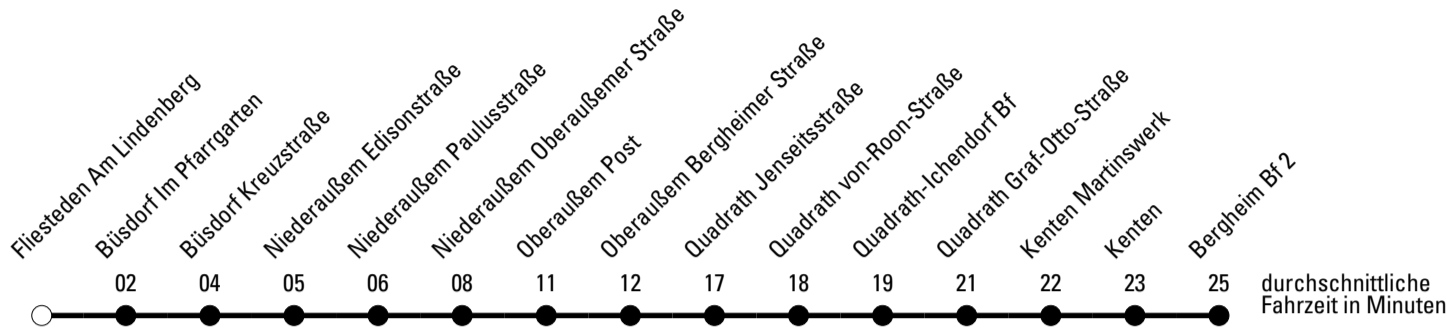 Fliesteden Am Lindenberg
Büsdorf Im Pfarrgarten
Büsdorf Kreuzstraße
Niederaußem Edisonstraße
Niederaußem Paulusstraße
Niederaußem Oberaußemer Straße
Oberaußem Post
Oberaußem Bergheimer Straße
Quadrath Jenseitsstraße
Quadrath von-Roon-Straße
Quadrath-Ichendorf Bf
Quadrath Graf-Otto-Straße
Kenten Martinswerk
Kenten
Bergheim Bf 2
02 04 05 06 08 11 12 17 18 19 21 22 23 25
durchschnittliche
Fahrzeit in Minuten